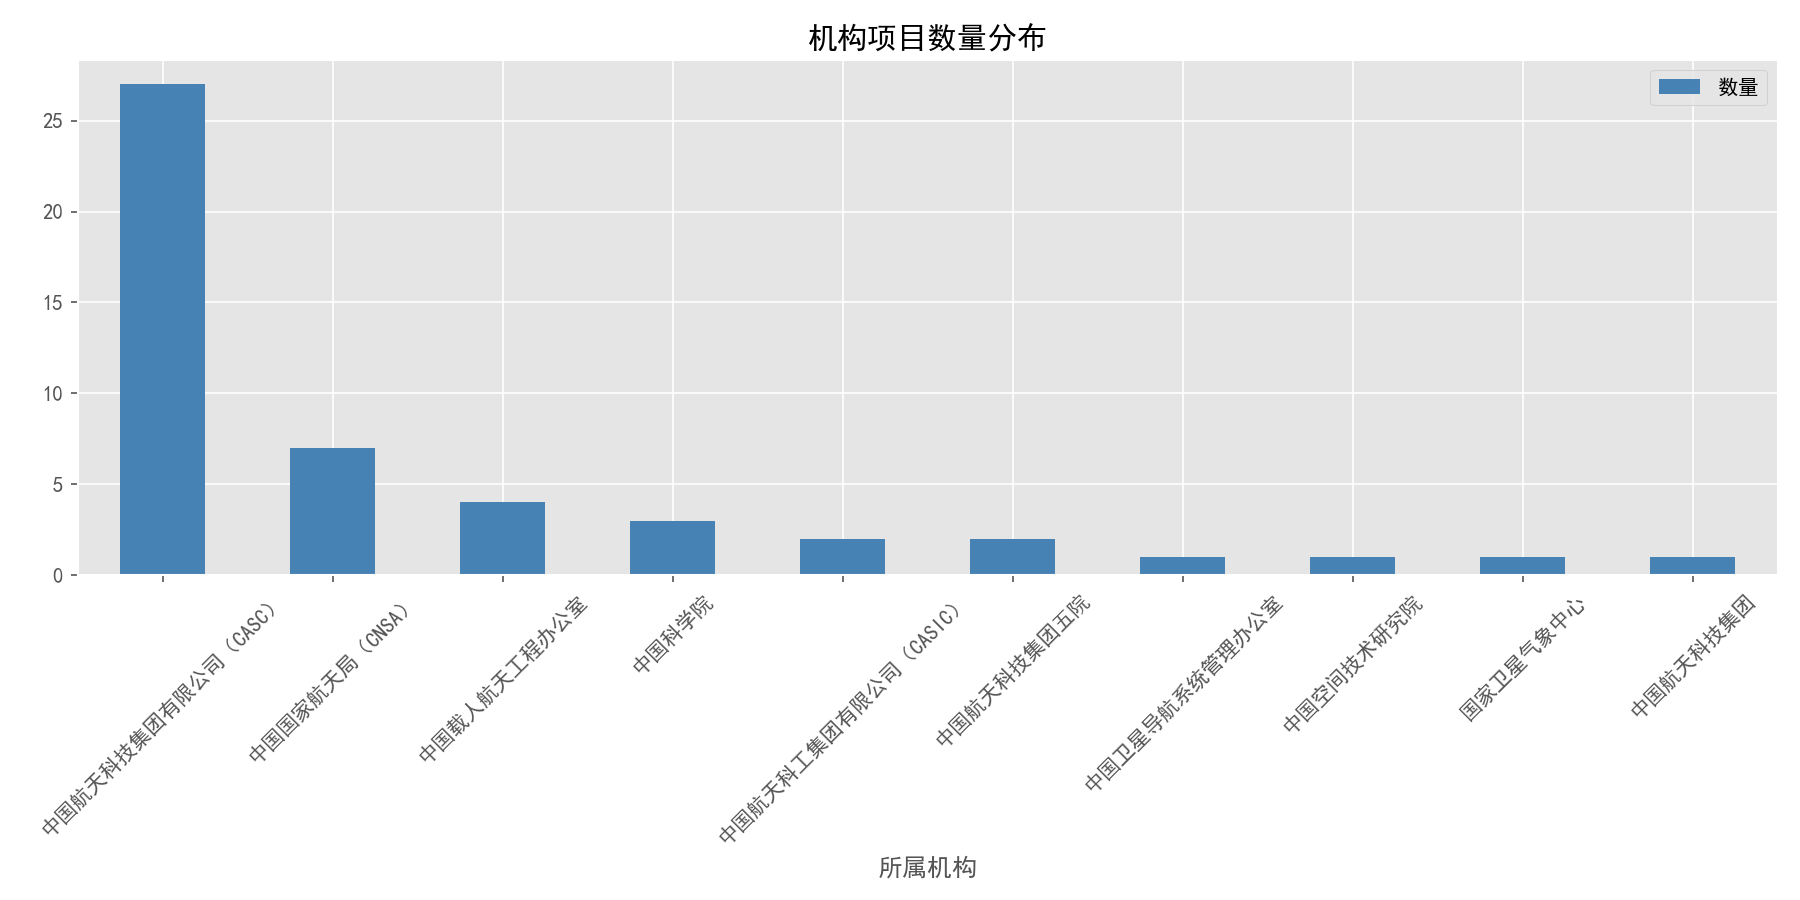 机构项目数量分布
数量
25
20
15
10
5
0
中国航天科技集团有限公司（CASC）
中国国家航天局（CNSA）
中国载人航天工程办公室
中国科学院
中国航天科工集团有限公司（CASIC）
中国航天科技集团五院
中国卫星导航系统管理办公室
中国空间技术研究院
国家卫星气象中心
中国航天科技集团
所属机构